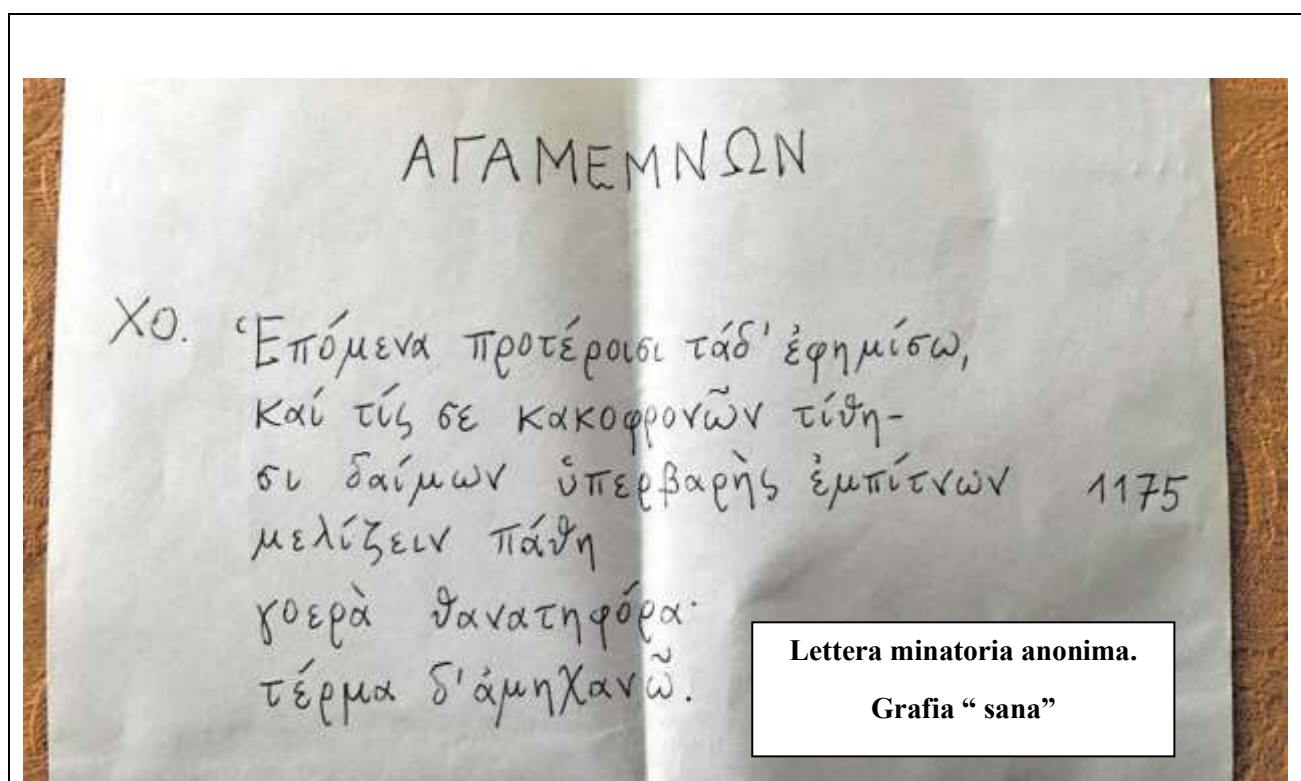 ΑΓΑΜΕΜΝΩΝ
ΧΟ. Ἑπόμενα προτέροισι τάδ' ἐφημίσω,
καί τίς σε κακοφρονῶν τίθη-
σι δαίμων ὑπερβαρὴς ἐμπίτνων 1175
μελίζειν πάθη
γοερὰ θανατηφόρα·
τέρμα δ' ἀμηχανῶ.
Lettera minatoria anonima.
Grafia “ sana”